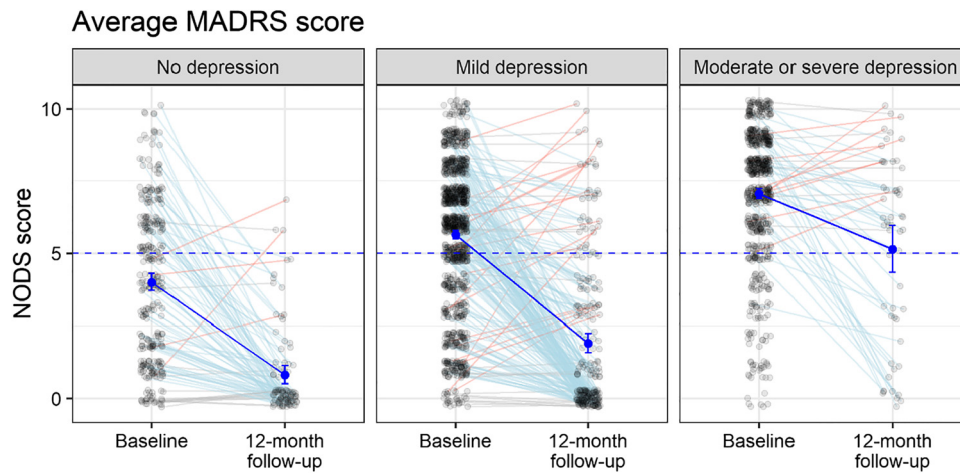 Average MADRS score
No depression
Mild depression
Moderate or severe depression
NODS score
10
5
0
Baseline
12-month
follow-up
Baseline
12-month
follow-up
Baseline
12-month
follow-up